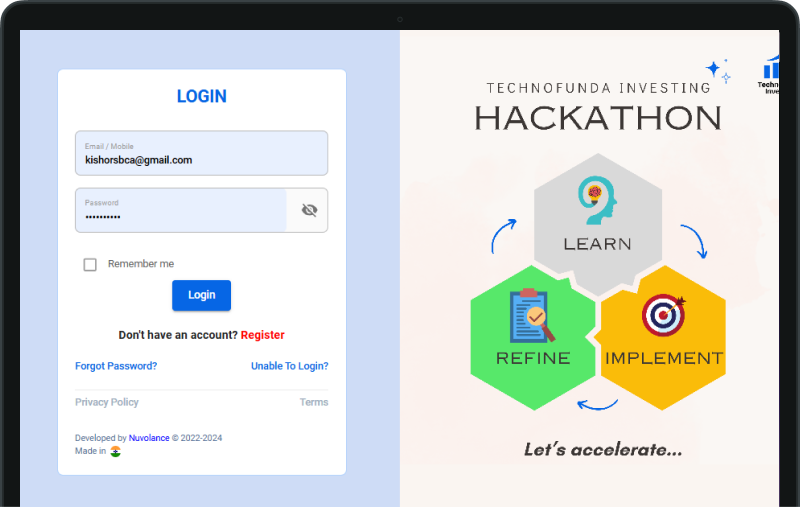 LOGIN
Email / Mobile
kishorsbca@gmail.com
Password
••••••••••
Remember me
Login
Don't have an account? Register
Forgot Password? Unable To Login?
Privacy Policy Terms
Developed by Nuvolance © 2022-2024
Made in
TECHNOFUNDA INVESTING
HACKATHON
LEARN
REFINE
IMPLEMENT
Let's accelerate...